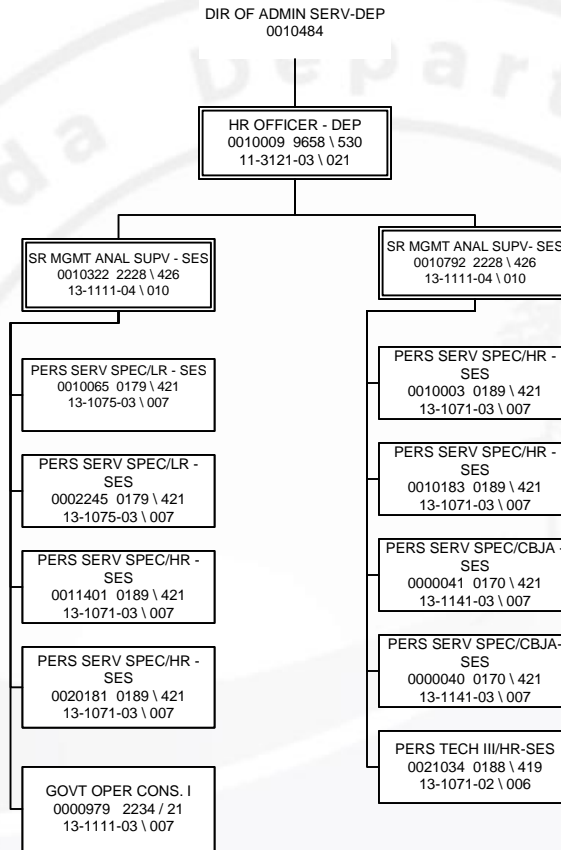 DIR OF ADMIN SERV-DEP
0010484
HR OFFICER - DEP
0010009 9658 \ 530
11-3121-03 \ 021
SR MGMT ANAL SUPV - SES
0010322 2228 \ 426
13-1111-04 \ 010
PERS SERV SPEC/LR - SES
0010065 0179 \ 421
13-1075-03 \ 007
PERS SERV SPEC/LR -
SES
0002245 0179 \ 421
13-1075-03 \ 007
PERS SERV SPEC/HR -
SES
0011401 0189 \ 421
13-1071-03 \ 007
PERS SERV SPEC/HR -
SES
0020181 0189 \ 421
13-1071-03 \ 007
GOVT OPER CONS. I
0000979 2234 / 21
13-1111-03 \ 007
SR MGMT ANAL SUPV- SES
0010792 2228 \ 426
13-1111-04 \ 010
PERS SERV SPEC/HR -
SES
0010003 0189 \ 421
13-1071-03 \ 007
PERS SERV SPEC/HR -
SES
0010183 0189 \ 421
13-1071-03 \ 007
PERS SERV SPEC/CBJA -
SES
0000041 0170 \ 421
13-1141-03 \ 007
PERS SERV SPEC/CBJA-
SES
0000040 0170 \ 421
13-1141-03 \ 007
PERS TECH III/HR-SES
0021034 0188 \ 419
13-1071-02 \ 006
da Depart